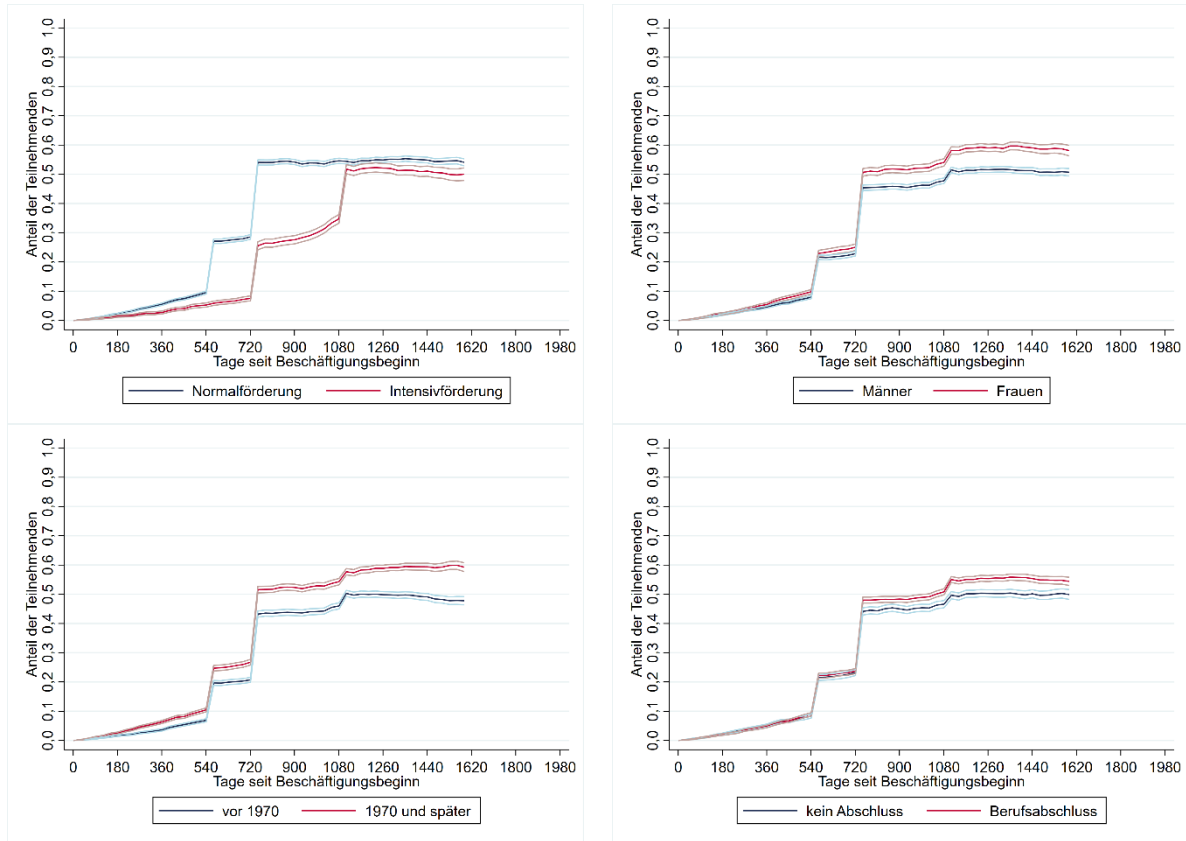 Anteil der Teilnehmenden
0,0 0,1 0,2 0,3 0,4 0,5 0,6 0,7 0,8 0,9 1,0
0 180 360 540 720 900 1080 1260 1440 1620 1800 1980
Tage seit Beschäftigungsbeginn
Normalförderung Intensivförderung
Anteil der Teilnehmenden
0,0 0,1 0,2 0,3 0,4 0,5 0,6 0,7 0,8 0,9 1,0
0 180 360 540 720 900 1080 1260 1440 1620 1800 1980
Tage seit Beschäftigungsbeginn
Männer Frauen
Anteil der Teilnehmenden
0,0 0,1 0,2 0,3 0,4 0,5 0,6 0,7 0,8 0,9 1,0
0 180 360 540 720 900 1080 1260 1440 1620 1800 1980
Tage seit Beschäftigungsbeginn
vor 1970 1970 und später
Anteil der Teilnehmenden
0,0 0,1 0,2 0,3 0,4 0,5 0,6 0,7 0,8 0,9 1,0
0 180 360 540 720 900 1080 1260 1440 1620 1800 1980
Tage seit Beschäftigungsbeginn
kein Abschluss Berufsabschluss